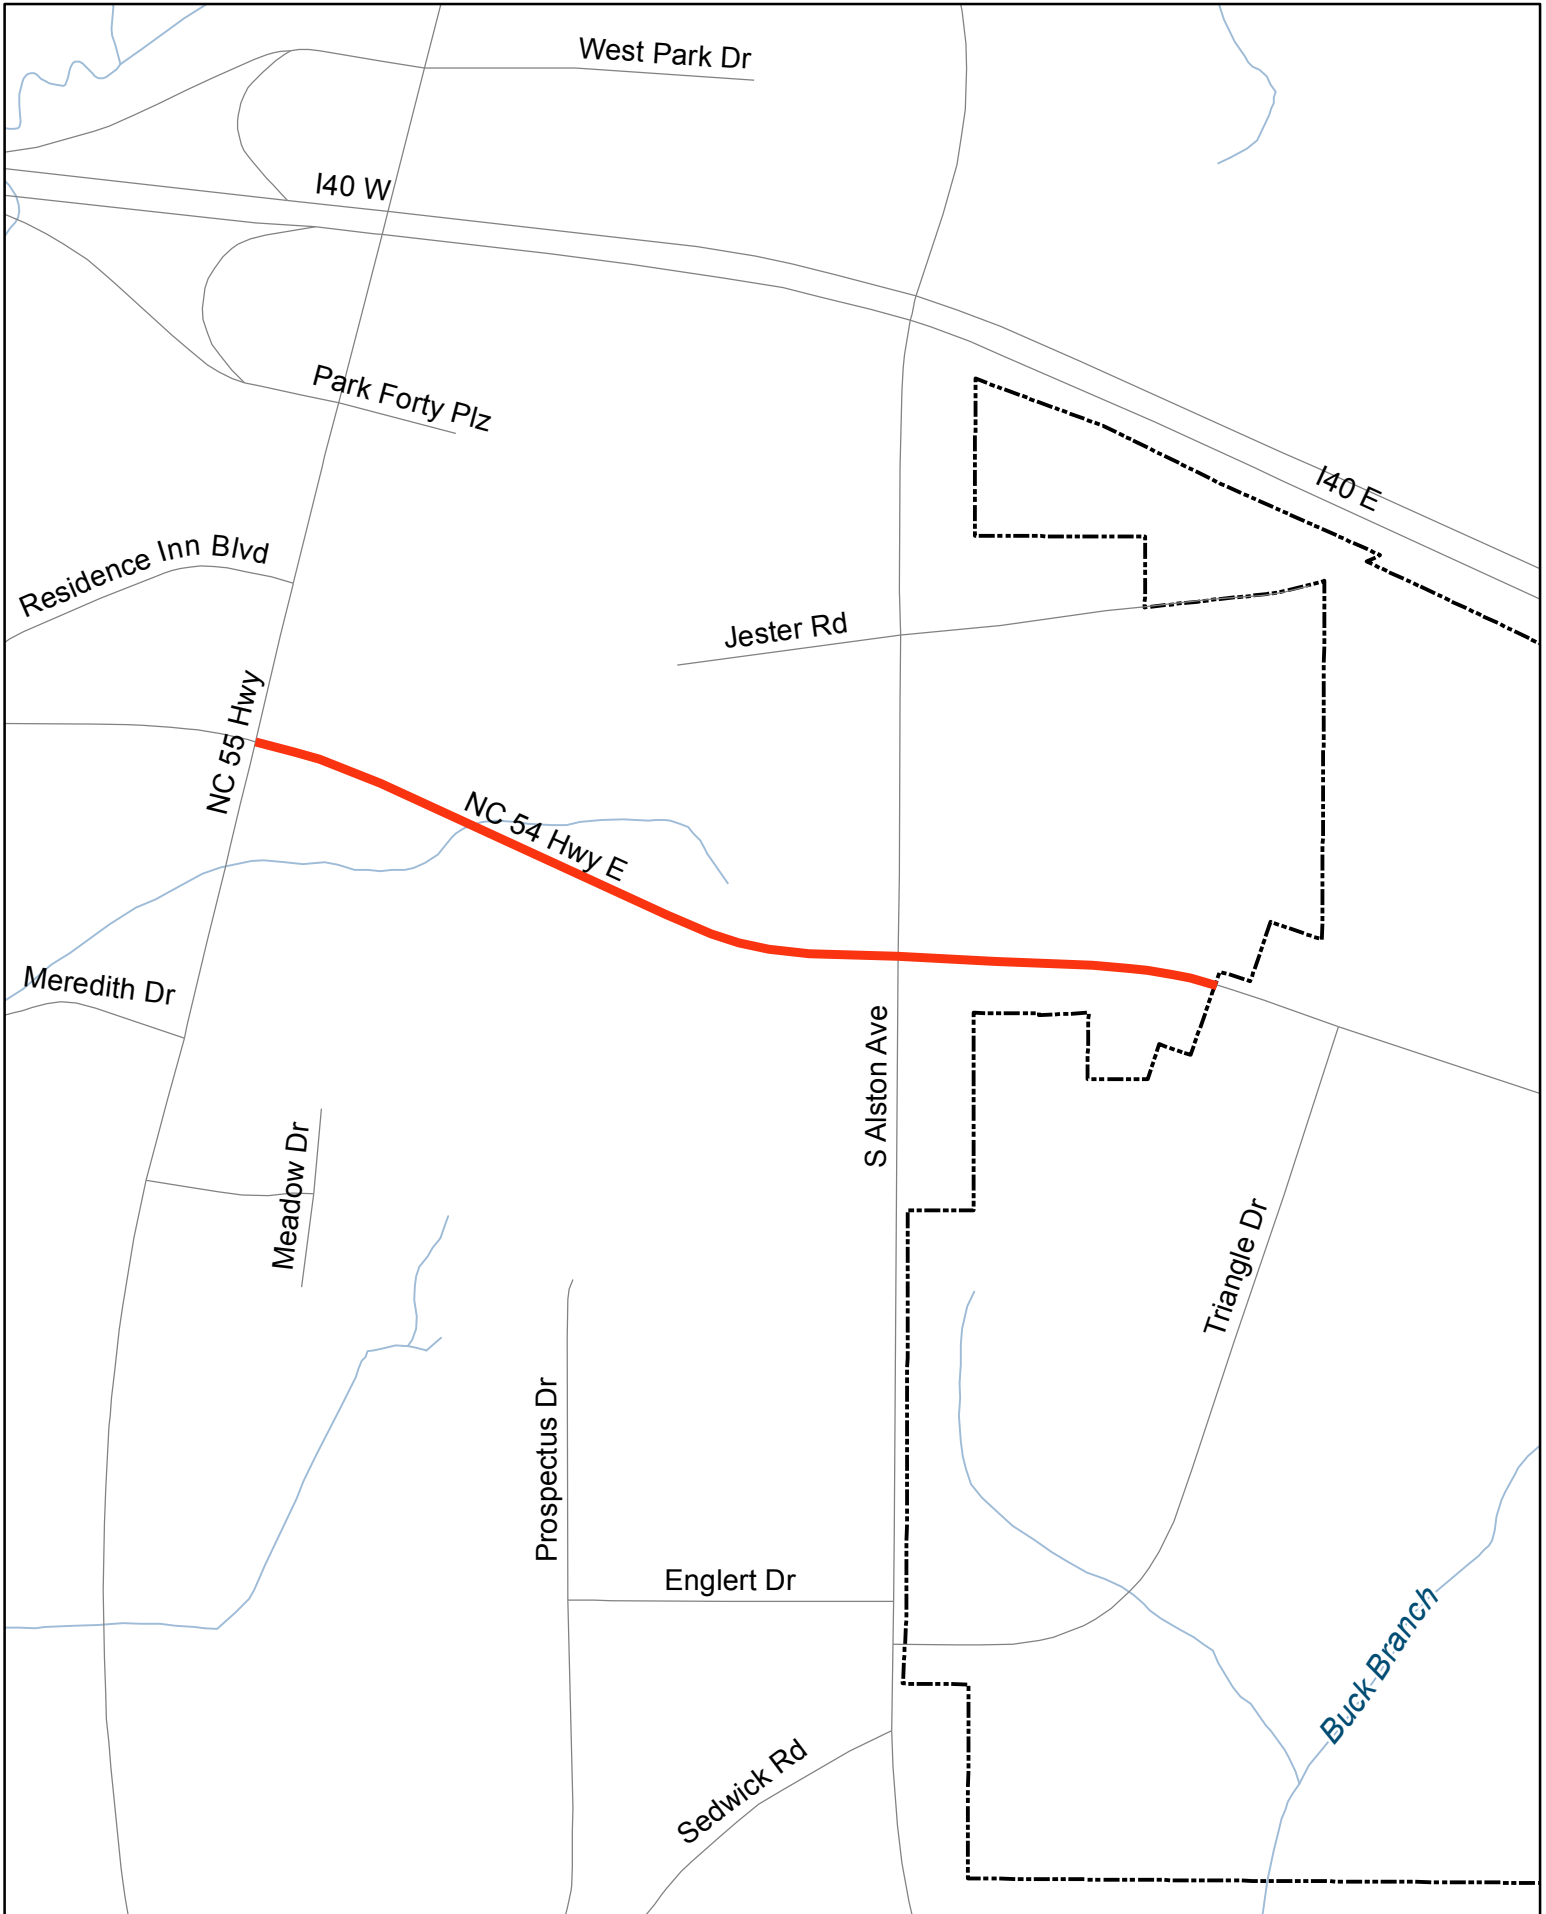 West Park Dr
I40 W
Park Forty Plz
I40 E
Residence Inn Blvd
Jester Rd
NC 55 Hwy
NC 54 Hwy E
Meredith Dr
S Alston Ave
Meadow Dr
Triangle Dr
Prospectus Dr
Englert Dr
Buck Branch
Sedwick Rd